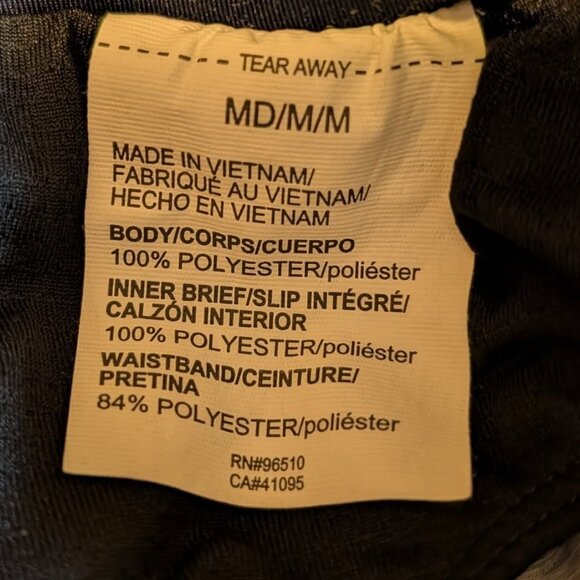 TEAR AWAY
MD/M/M
MADE IN VIETNAM/
FABRIQUÉ AU VIETNAM/
HECHO EN VIETNAM
BODY/CORPS/CUERPO
100% POLYESTER/poliéster
INNER BRIEF/SLIP INTÉGRÉ/
CALZÓN INTERIOR
100% POLYESTER/poliéster
WAISTBAND/CEINTURE/
PRETINA
84% POLYESTER/poliéster
RN#96510
CA#41095